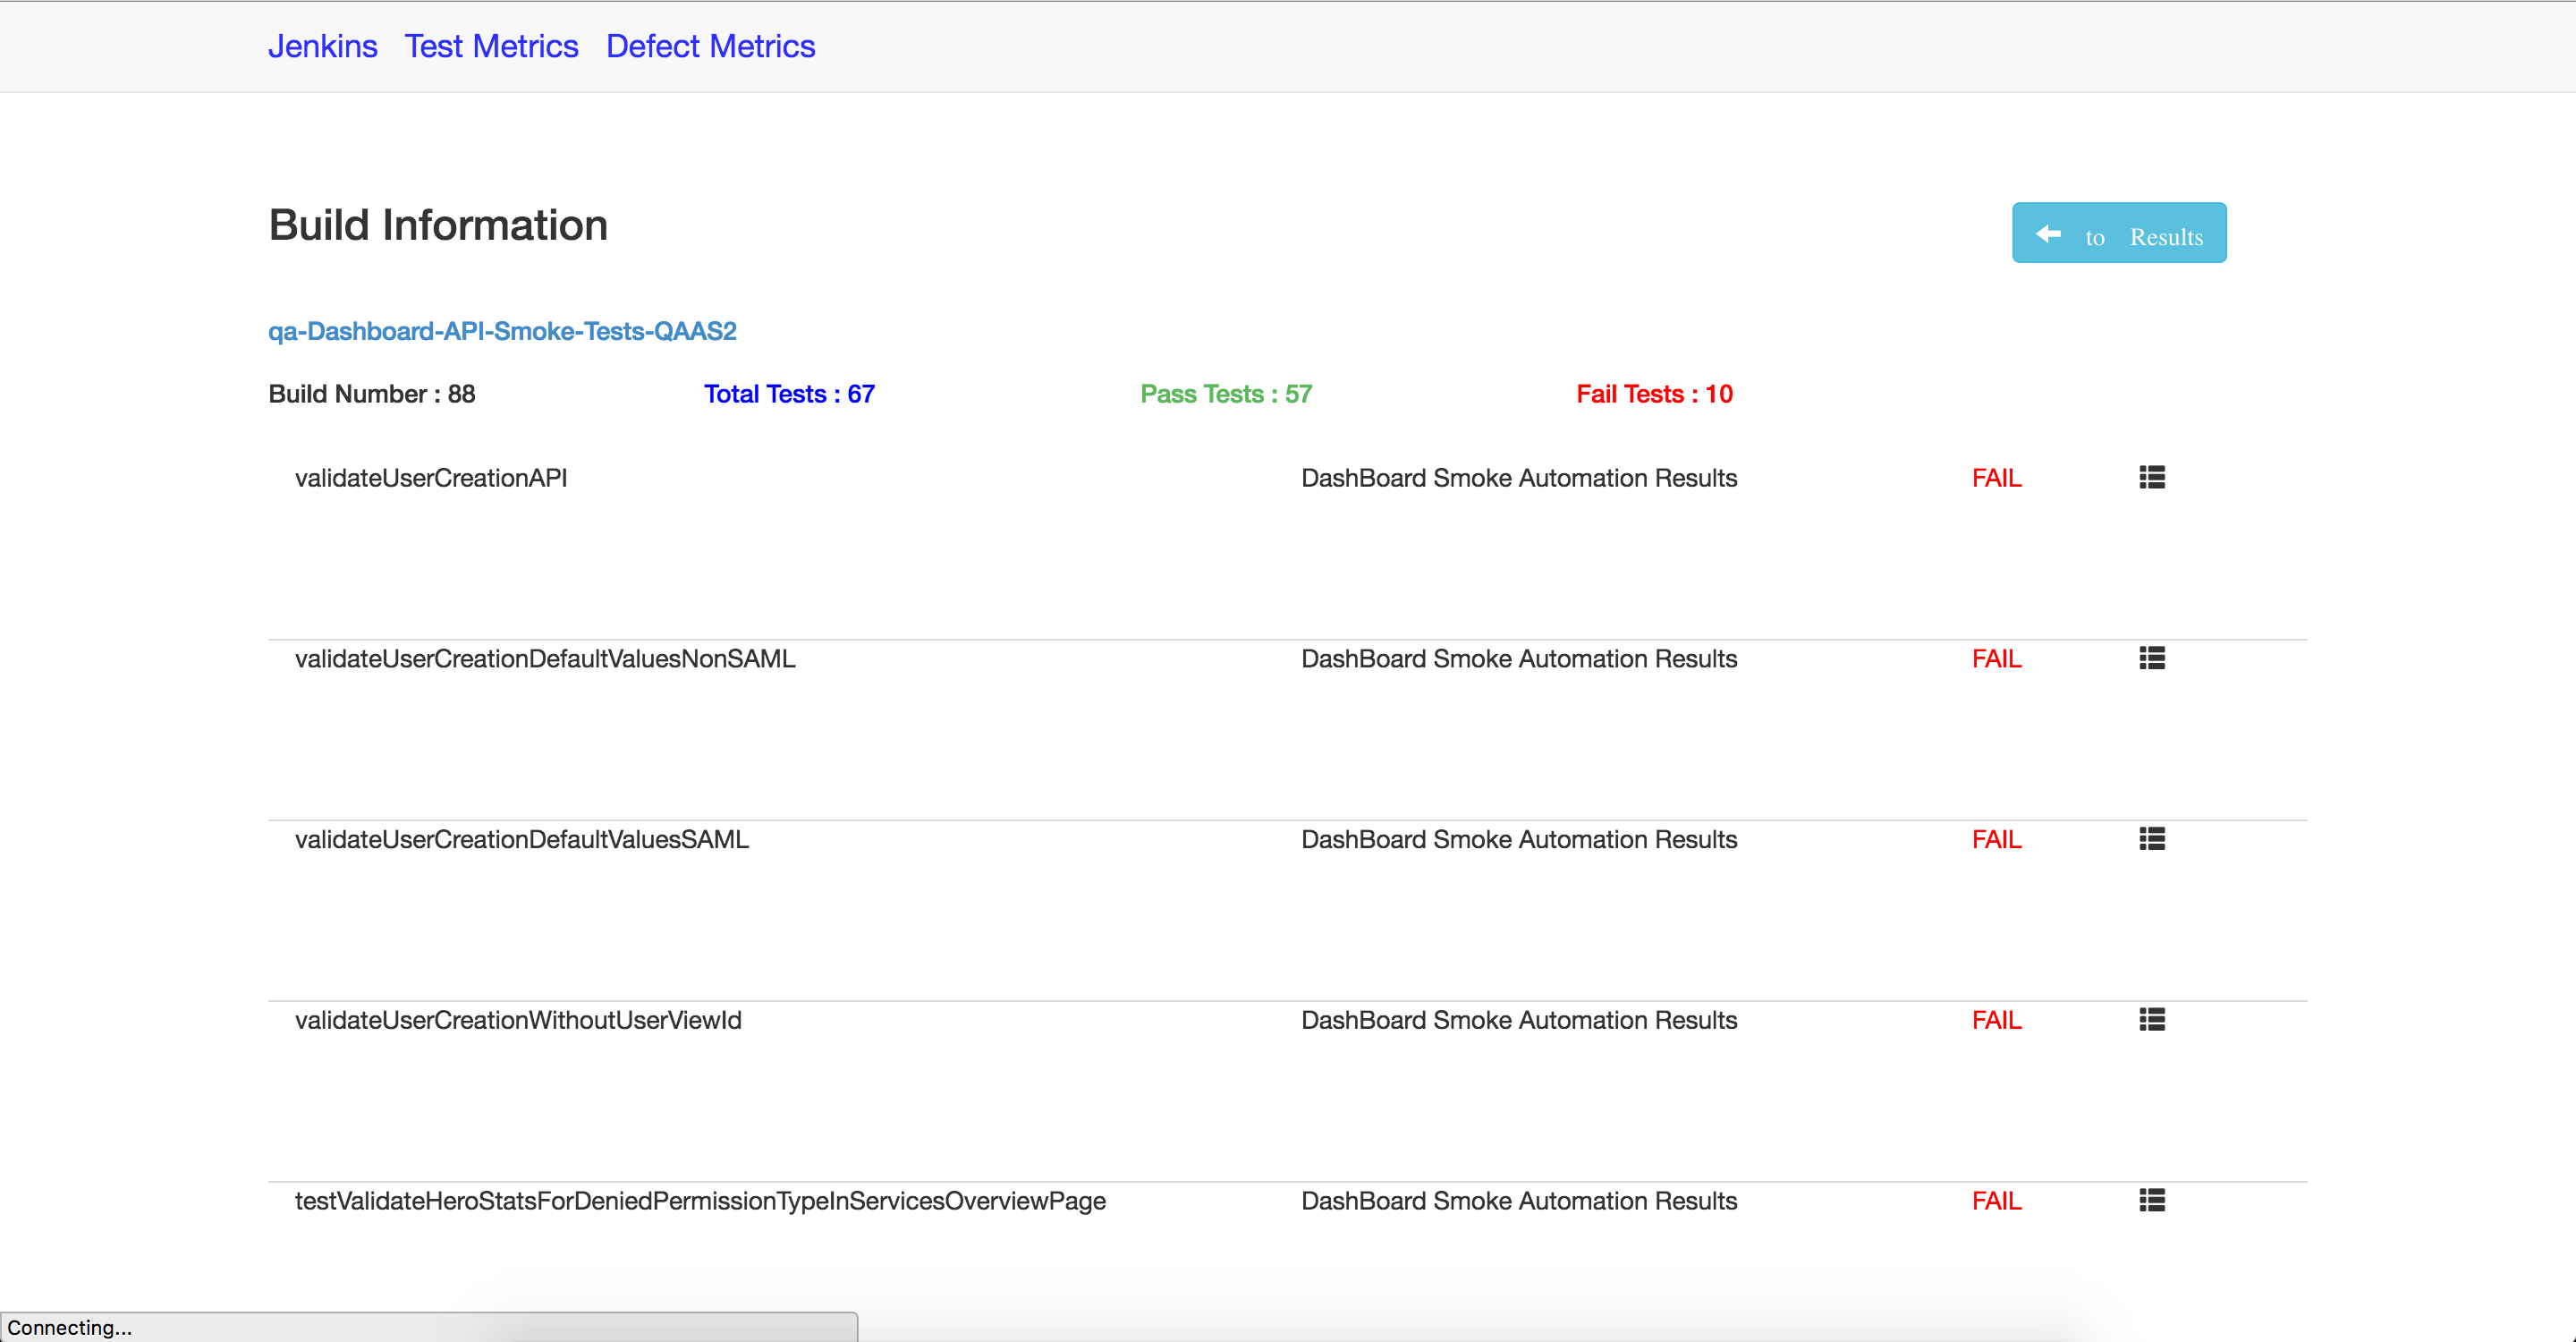 Jenkins Test Metrics Defect Metrics
Build Information
to Results
qa-Dashboard-API-Smoke-Tests-QAAS2
Build Number : 88 Total Tests : 67 Pass Tests : 57 Fail Tests : 10
validateUserCreationAPI DashBoard Smoke Automation Results FAIL
validateUserCreationDefaultValuesNonSAML DashBoard Smoke Automation Results FAIL
validateUserCreationDefaultValuesSAML DashBoard Smoke Automation Results FAIL
validateUserCreationWithoutUserViewId DashBoard Smoke Automation Results FAIL
testValidateHeroStatsForDeniedPermissionTypeInServicesOverviewPage DashBoard Smoke Automation Results FAIL
Connecting...